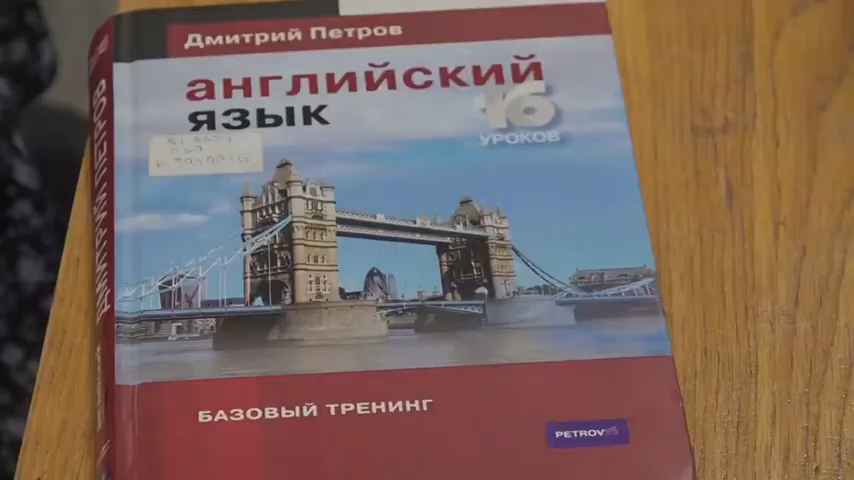 Дмитрий Петров
английский
язык
16
УРОКОВ
БАЗОВЫЙ ТРЕНИНГ
PETROV
ДМИТРИЙ ПЕТРОВ